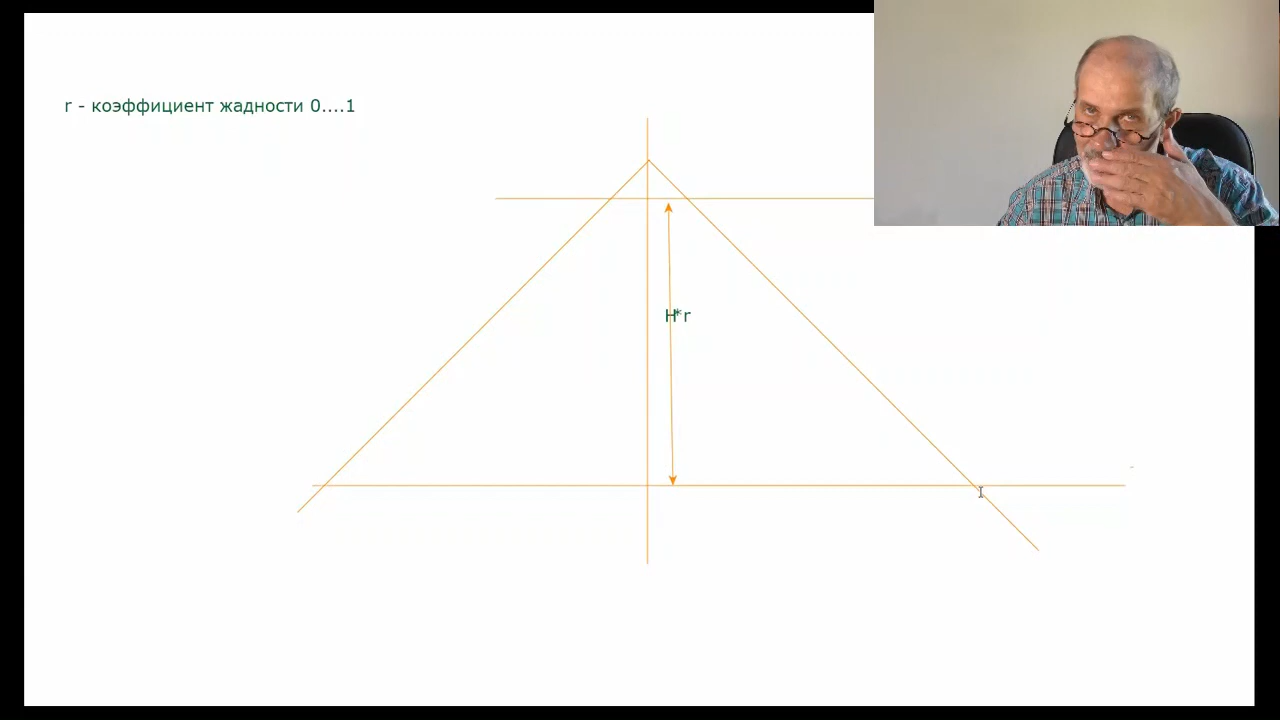 r - коэффициент жадности 0....1
H*r